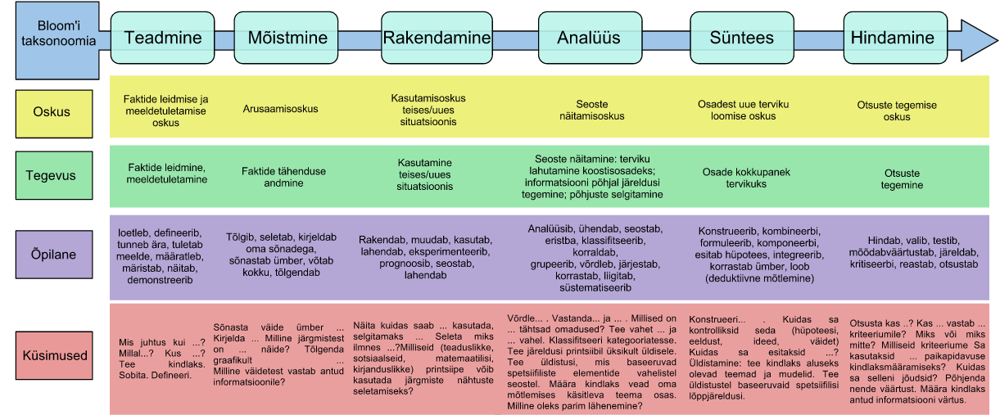 Bloom'i
taksonoomia
Teadmine
Mõistmine
Rakendamine
Analüüs
Süntees
Hindamine
Oskus
Faktide leidmise ja
meeldetuletamise
oskus
Arusaamisoskus
Kasutamisoskus
teises/uues
situatsioonis
Seoste
näitamisoskus
Osadest uue terviku
loomise oskus
Otsuste tegemise
oskus
Tegevus
Faktide leidmine,
meeldetuletamine
Faktide tähenduse
andmine
Kasutamine
teises/uues
situatsioonis
Seoste näitamine: terviku
lahutamine koostisosadeks;
informatsiooni põhjal järeldusi
tegemine; põhjuste selgitamine
Osade kokkupanek
tervikuks
Otsuste
tegemine
Õpilane
loetleb, defineerib,
tunneb ära, tuletab
meelde, määratleb,
märistab, näitab,
demonstreerib
Tõlgib, seletab, kirjeldab
oma sõnadega,
sõnastab ümber, võtab
kokku, tõlgendab
Rakendab, muudab, kasutab,
lahendab, eksperimenteerib,
prognoosib, seostab,
lahendab
Analüüsib, ühendab, seostab,
eristba, klassifitseerib,
korraldab,
grupeerib, võrdleb, järjestab,
korrastab, liigitab,
süstematiseerib
Konstrueerib, kombineerbi,
formuleerib, komponeerbi,
esitab hüpotees, integreerib,
korrastab ümber, loob
(deduktiivne mõtlemine)
Hindab, valib, testib,
mõõdabväärtustab, järeldab,
kritiseerbi, reastab, otsustab
Küsimused
Mis juhtus kui ...?
Millal...? Kus ...?
Tee kindlaks.
Sobita. Defineeri.
Sõnasta väide ümber ...
Kirjelda ... Milline järgmistest
on ... näide? Tõlgenda
graafikult ...
Milline väidetest vastab antud
informatsioonile?
Näita kuidas saab ... kasutada,
selgitamaks ... Seleta miks
ilmnes ...?Milliseid (teaduslikke,
sotsiaalseid, matemaatilisi,
kirjanduslikke) printsiipe võib
kasutada järgmiste nähtuste
seletamiseks?
Võrdle... . Vastanda... ja ... . Millised on
... tähtsad omadused? Tee vahet ... ja
... vahel. Klassifitseeri kategooriatesse.
Tee järeldusi printsiibil üksikult üldisele.
Tee üldistusi, mis baseeruvad
spetsiifiliste elementide vahelistel
seostel. Määra kindlaks vead oma
mõtlemises käsitleva teema osas.
Milline oleks parim lähenemine?
Konstrueeri... . Kuidas sa
kontrolliksid seda (hüpoteesi,
eeldust, ideed, väidet)
Kuidas sa esitaksid ...?
Üldistamine: tee kindlaks aluseks
olevad teemad ja mudelid. Tee
üldistustel baseeruvaid spetsiifilisi
lõppjäreldusi.
Otsusta kas ..? Kas ... vastab ...
kriteeriumile? Miks või miks
mitte? Milliseid kriteeriume Sa
kasutaksid ... paikapidavuse
kindlaksmääramiseks? Kuidas
sa selleni jõudsid? Põhjenda
nende väärtust. Määra kindlaks
antud informatsiooni värtus.